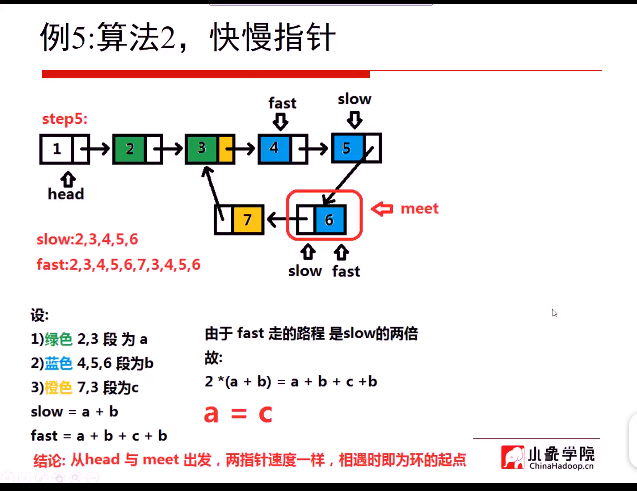 例5:算法2，快慢指针
step5:
fast
slow
1
2
3
4
5
head
7
6
meet
slow:2,3,4,5,6
fast:2,3,4,5,6,7,3,4,5,6
slow fast
设:
1)绿色 2,3 段 为 a
2)蓝色 4,5,6 段为b
3)橙色 7,3 段为c
slow = a + b
fast = a + b + c + b
由于 fast 走的路程 是slow的两倍
故:
2 *(a + b) = a + b + c +b
a = c
结论: 从head 与 meet 出发，两指针速度一样，相遇时即为环的起点
小象学院
ChinaHadoop.cn